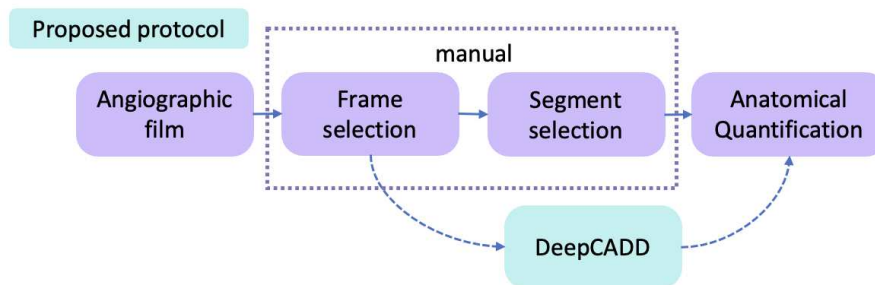 Proposed protocol
manual
Angiographic
film
Frame
selection
Segment
selection
Anatomical
Quantification
DeepCADD